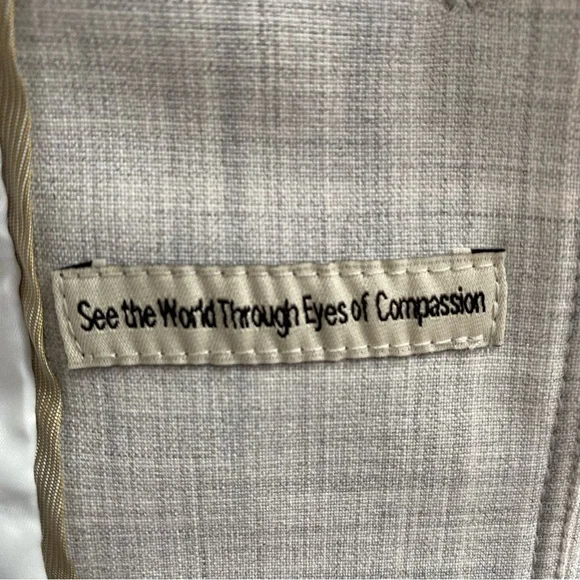 See the World Through Eyes of Compassion